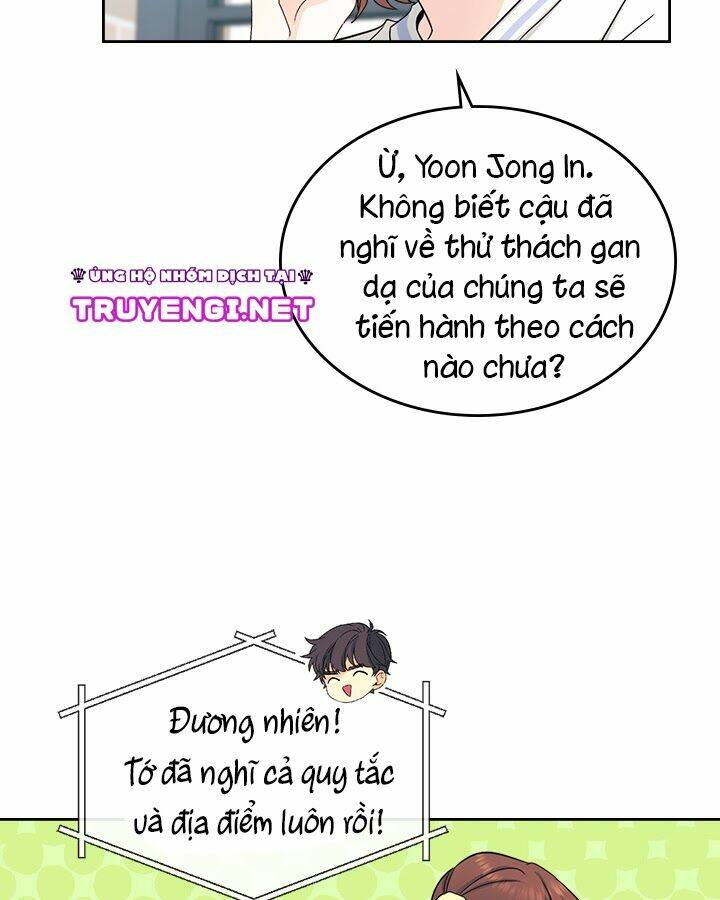 Ừ, Yoon Jong In.
Không biết cậu đã
nghĩ về thử thách gan
dạ của chúng ta sẽ
tiến hành theo cách
nào chưa?
ỦNG HỘ NHÓM DỊCH TẠI
TRUYENGI.NET
Đương nhiên!
Tớ đã nghĩ cả quy tắc
và địa điểm luôn rồi!